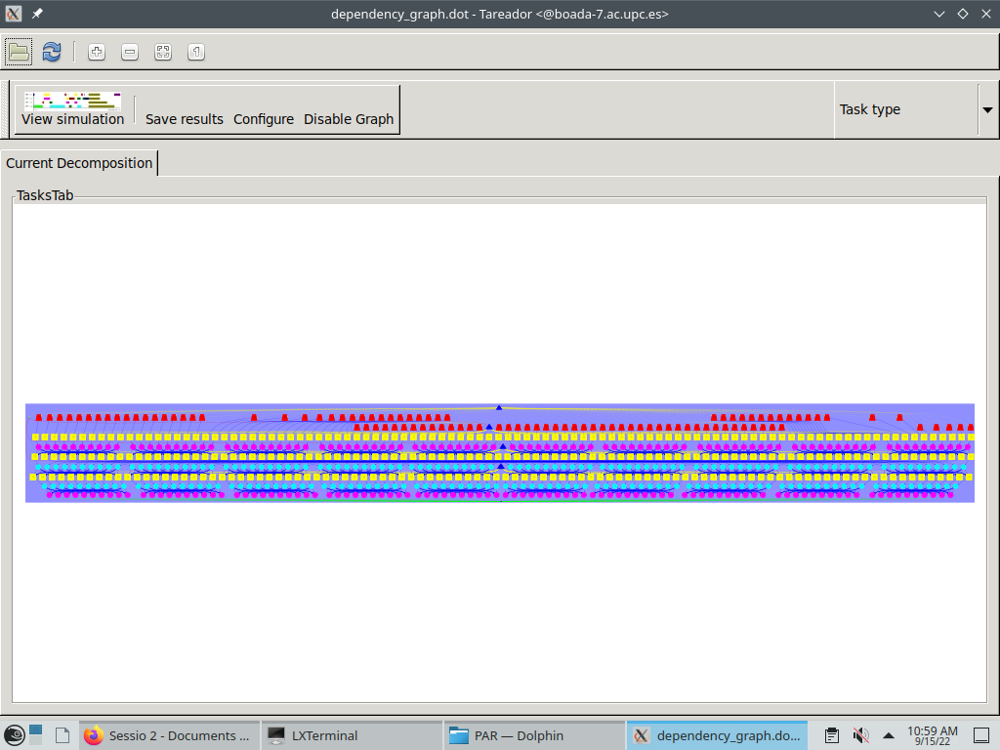 dependency_graph.dot - Tareador <@boada-7.ac.upc.es>
View simulation Save results Configure Disable Graph Task type
Current Decomposition
TasksTab
Sessio 2 - Documents ... LXTerminal PAR — Dolphin dependency_graph.do... 10:59 AM
9/15/22